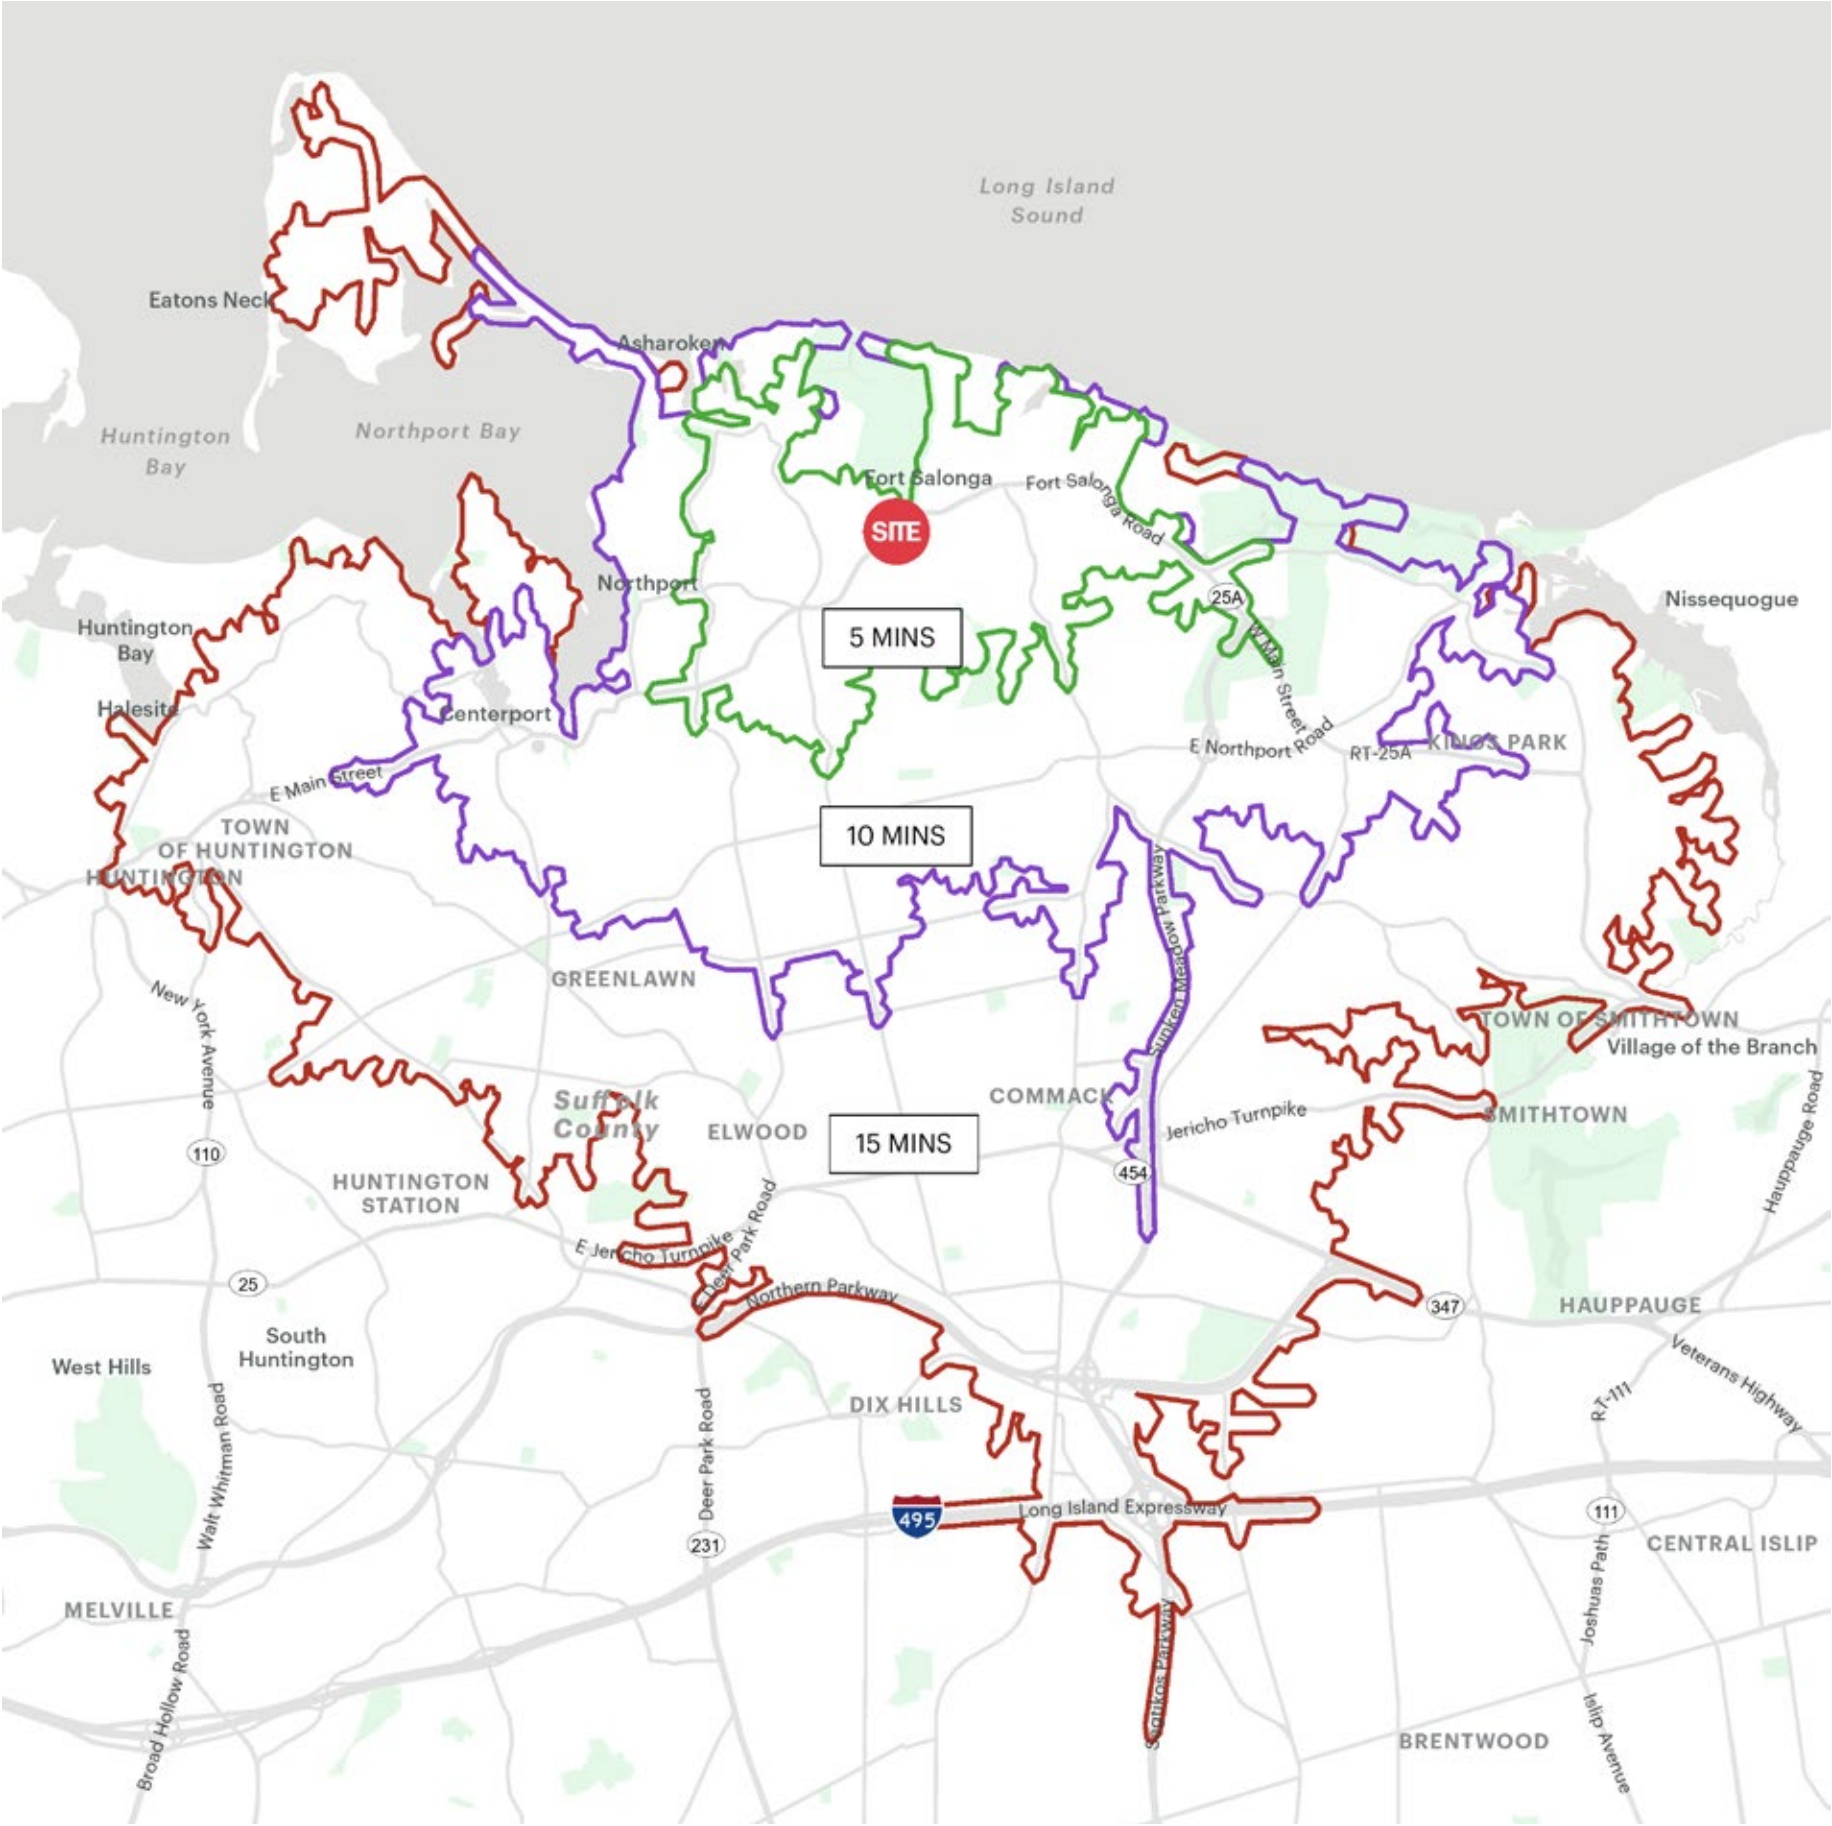 Long Island
Sound
Eatons Neck
Asharoken
Huntington
Bay
Northport Bay
Fort Salonga
Fort Salonga Road
SITE
Northport
25A
Nissequogue
Huntington
Bay
5 MINS
W Main Street
Halesite
Centerport
E Northport Road
RT-25A
KINGS PARK
E Main Street
TOWN
OF HUNTINGTON
10 MINS
HUNTINGTON
Sunken Meadow Parkway
GREENLAWN
New York Avenue
TOWN OF SMITHTOWN
Village of the Branch
COMMACK
Suffolk
County
ELWOOD
Jericho Turnpike
SMITHTOWN
Hauppauge Road
15 MINS
110
454
HUNTINGTON
STATION
E Jericho Turnpike
E Deer Park Road
25
Northern Parkway
347
HAUPPAUGE
South
Huntington
West Hills
Veterans Highway
DIX HILLS
RT-111
Walt Whitman Road
Deer Park Road
495
Long Island Expressway
111
231
CENTRAL ISLIP
MELVILLE
Joshuas Path
Sagtikos Parkway
Broad Hollow Road
BRENTWOOD
Islip Avenue